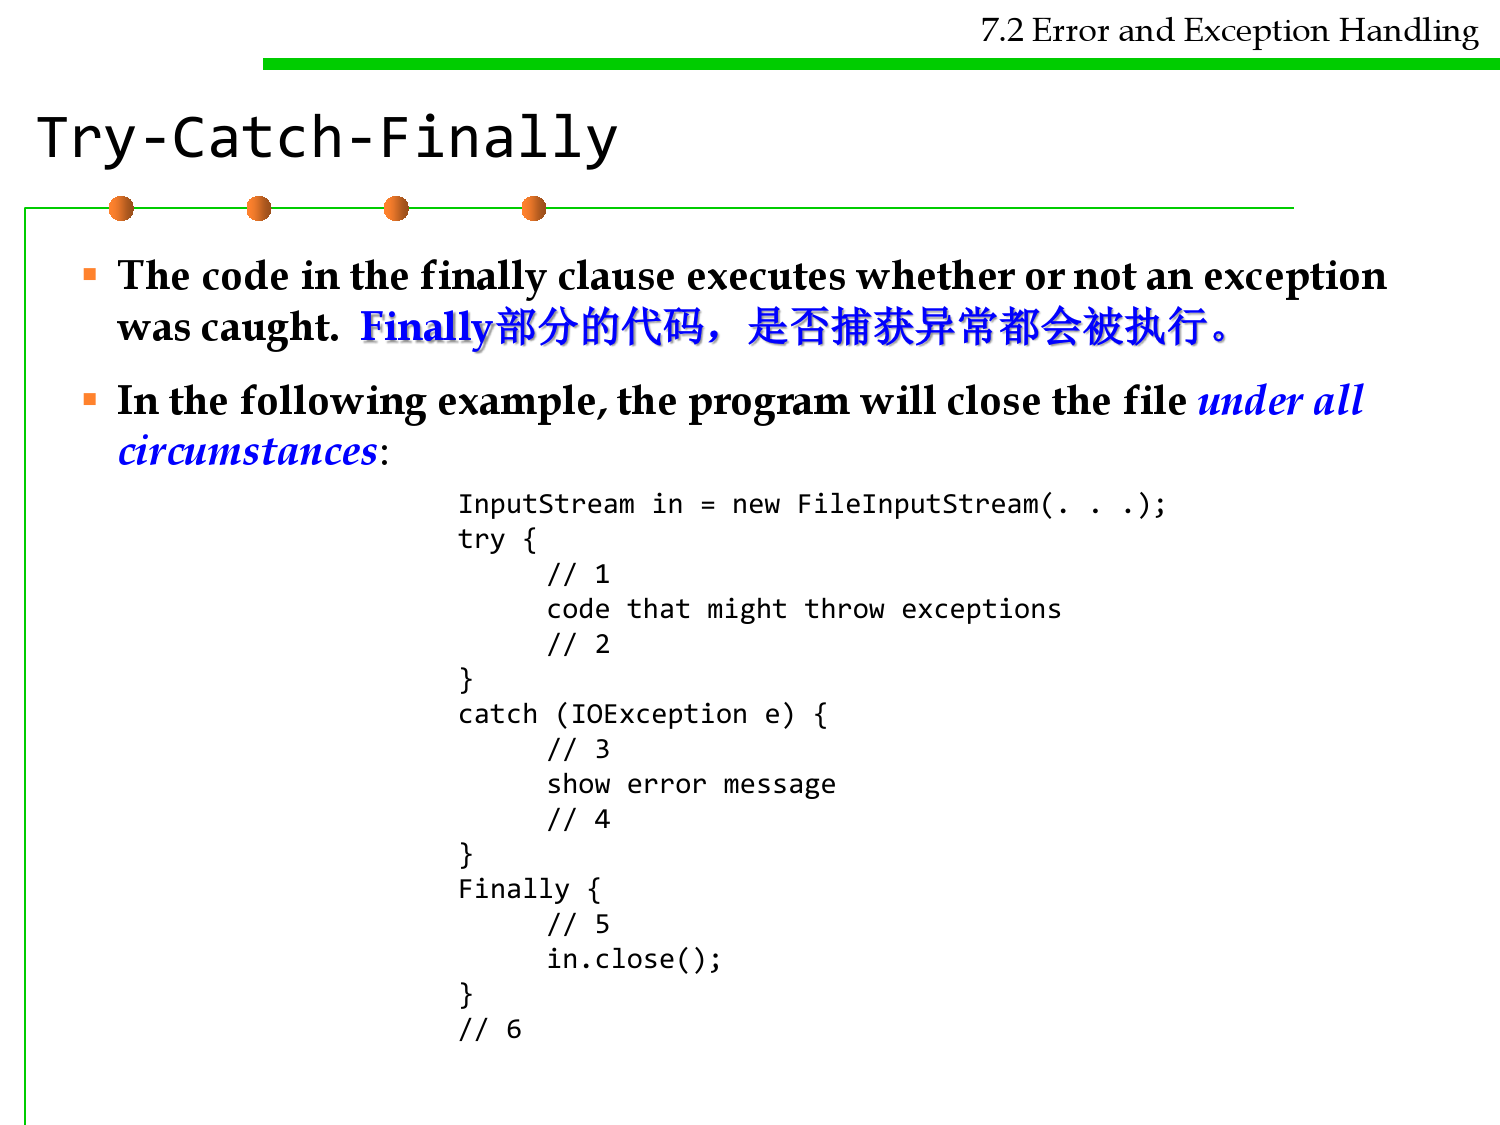 7.2 Error and Exception Handling
Try-Catch-Finally
The code in the finally clause executes whether or not an exception
was caught. Finally部分的代码，是否捕获异常都会被执行。
In the following example, the program will close the file under all
circumstances:
InputStream in = new FileInputStream(. . .);
try {
// 1
code that might throw exceptions
// 2
}
catch (IOException e) {
// 3
show error message
// 4
}
Finally {
// 5
in.close();
}
// 6